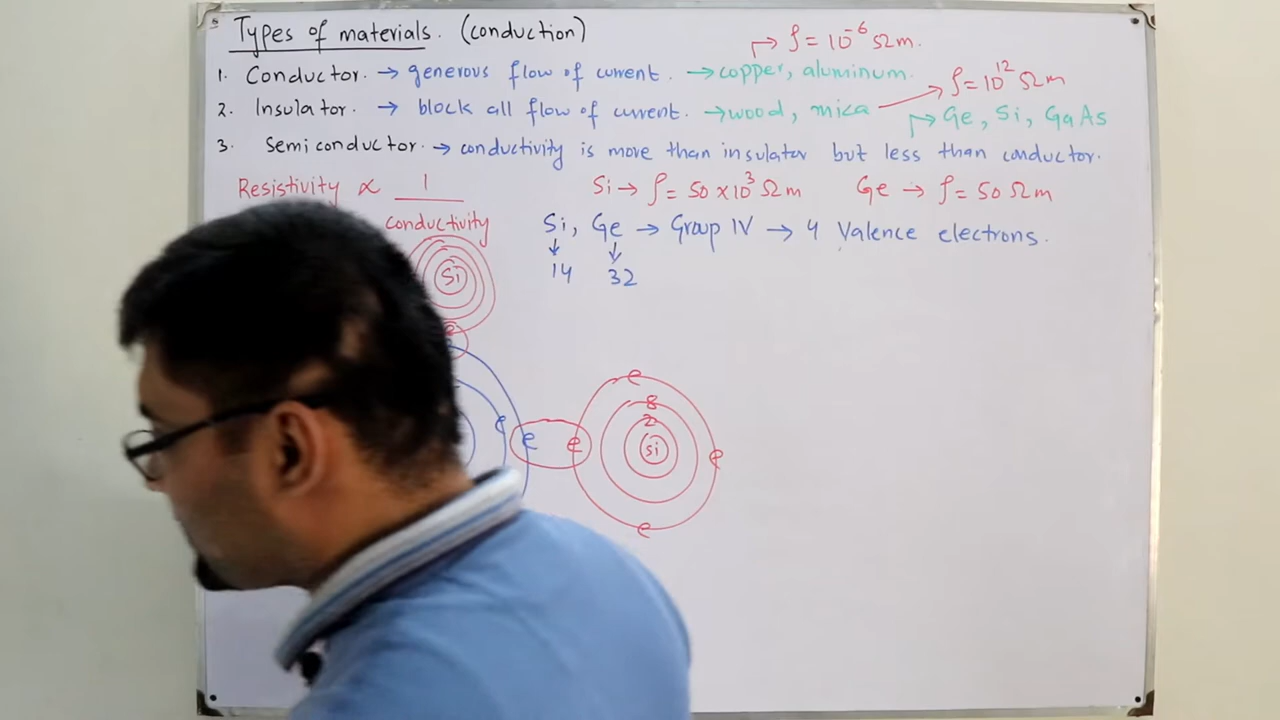 Types of materials. (conduction)
ρ = 10⁻⁶ Ωm.
1. Conductor. → generous flow of current. → copper, aluminum.
ρ = 10¹² Ωm
2. Insulator. → block all flow of current. → wood, mica
Ge, Si, GaAs
3. Semiconductor. → conductivity is more than insulator but less than conductor.
Resistivity ∝ 1
conductivity
Si → ρ = 50 × 10³ Ωm Ge → ρ = 50 Ωm
Si, Ge → Group IV → 4 Valence electrons.
14 32
Si
e
8
2
e e e Si e
e